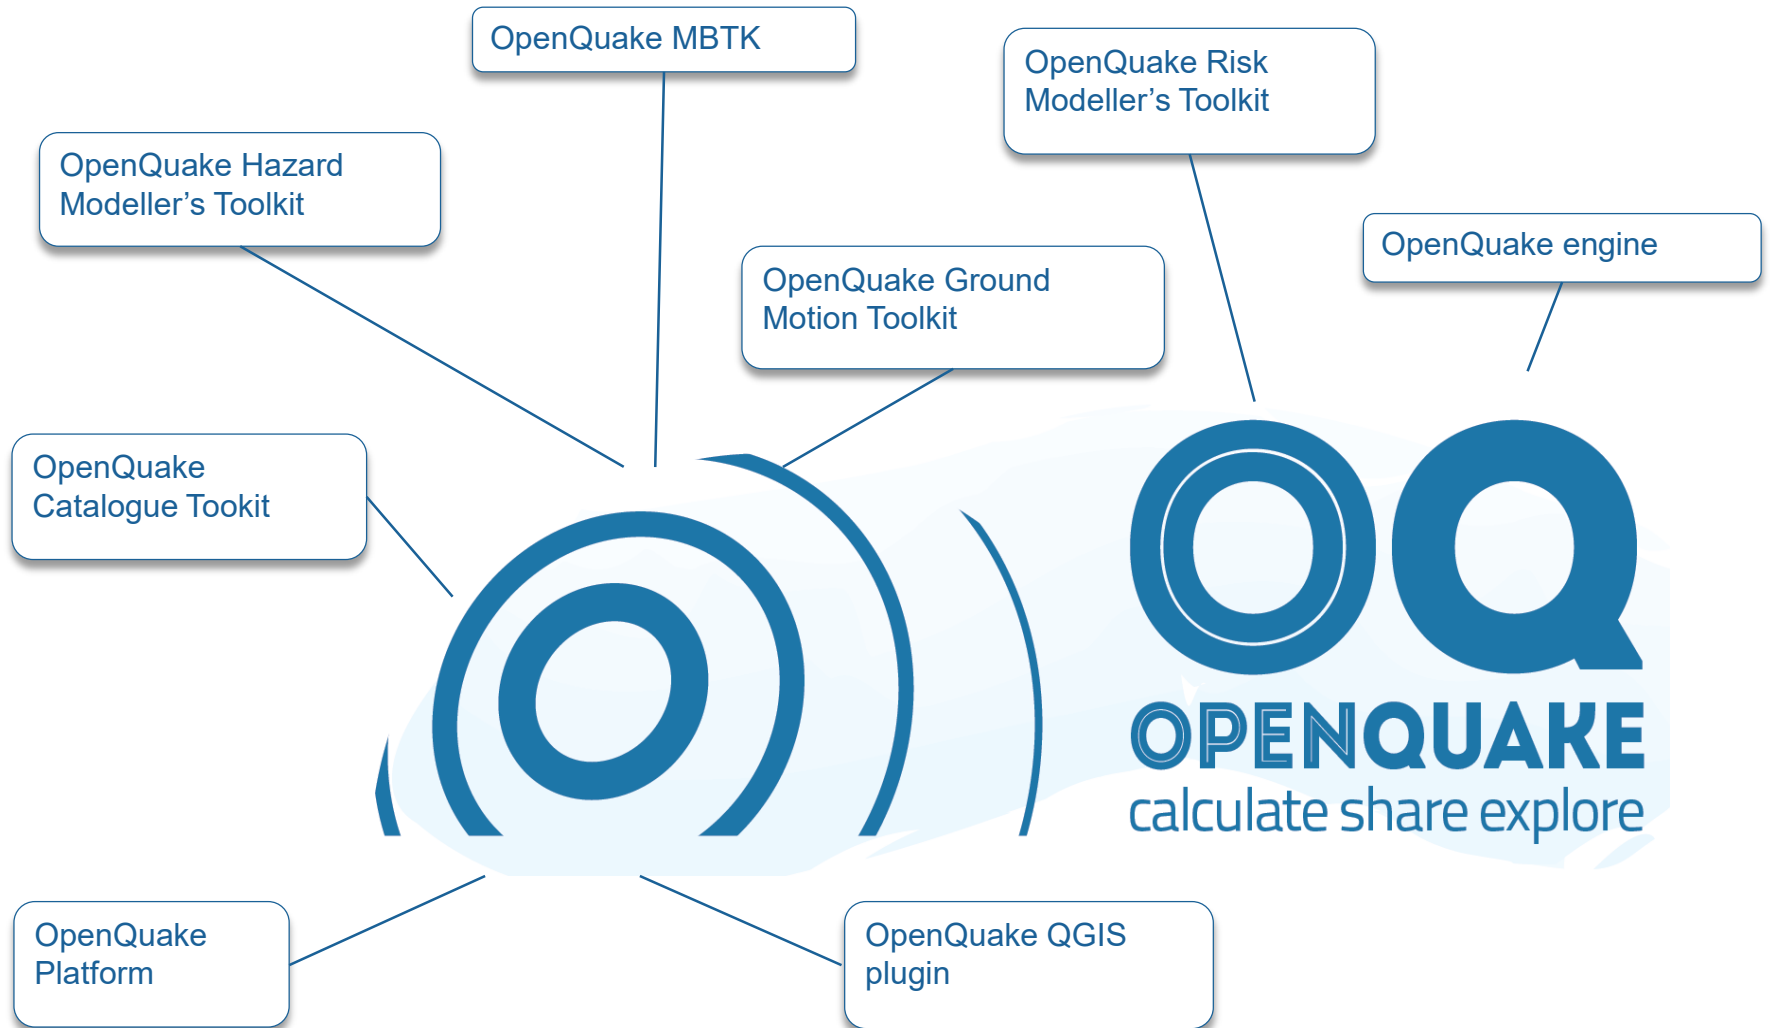 OpenQuake MBTK
OpenQuake Risk
Modeller’s Toolkit
OpenQuake Hazard
Modeller’s Toolkit
OpenQuake engine
OpenQuake Ground
Motion Toolkit
OpenQuake
Catalogue Tookit
OQ
OPENQUAKE
calculate share explore
OpenQuake
Platform
OpenQuake QGIS
plugin